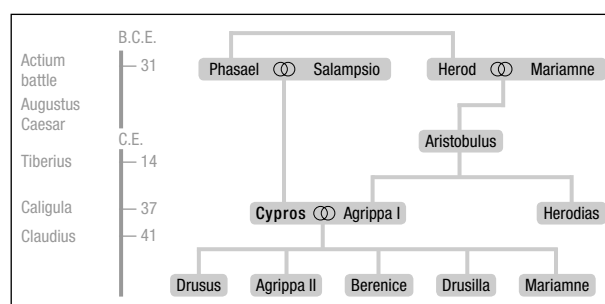 B.C.E.
Actium battle
31
Phasael Salampsio Herod Mariamne
Augustus Caesar
C.E.
Aristobulus
Tiberius 14
Caligula 37
Cypros Agrippa I Herodias
Claudius 41
Drusus Agrippa II Berenice Drusilla Mariamne